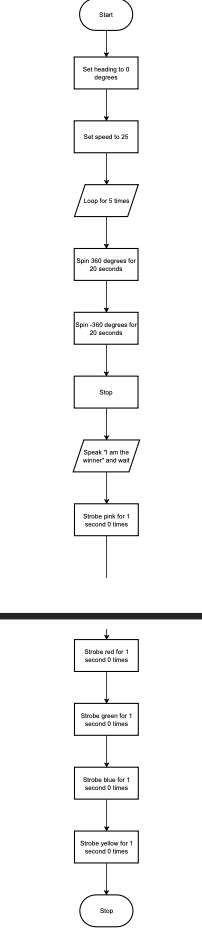 Start
Set heading to 0
degrees
Set speed to 25
Loop for 5 times
Spin 360 degrees for
20 seconds
Spin -360 degrees for
20 seconds
Stop
Speak "I am the
winner" and wait
Strobe pink for 1
second 0 times
Strobe red for 1
second 0 times
Strobe green for 1
second 0 times
Strobe blue for 1
second 0 times
Strobe yellow for 1
second 0 times
Stop